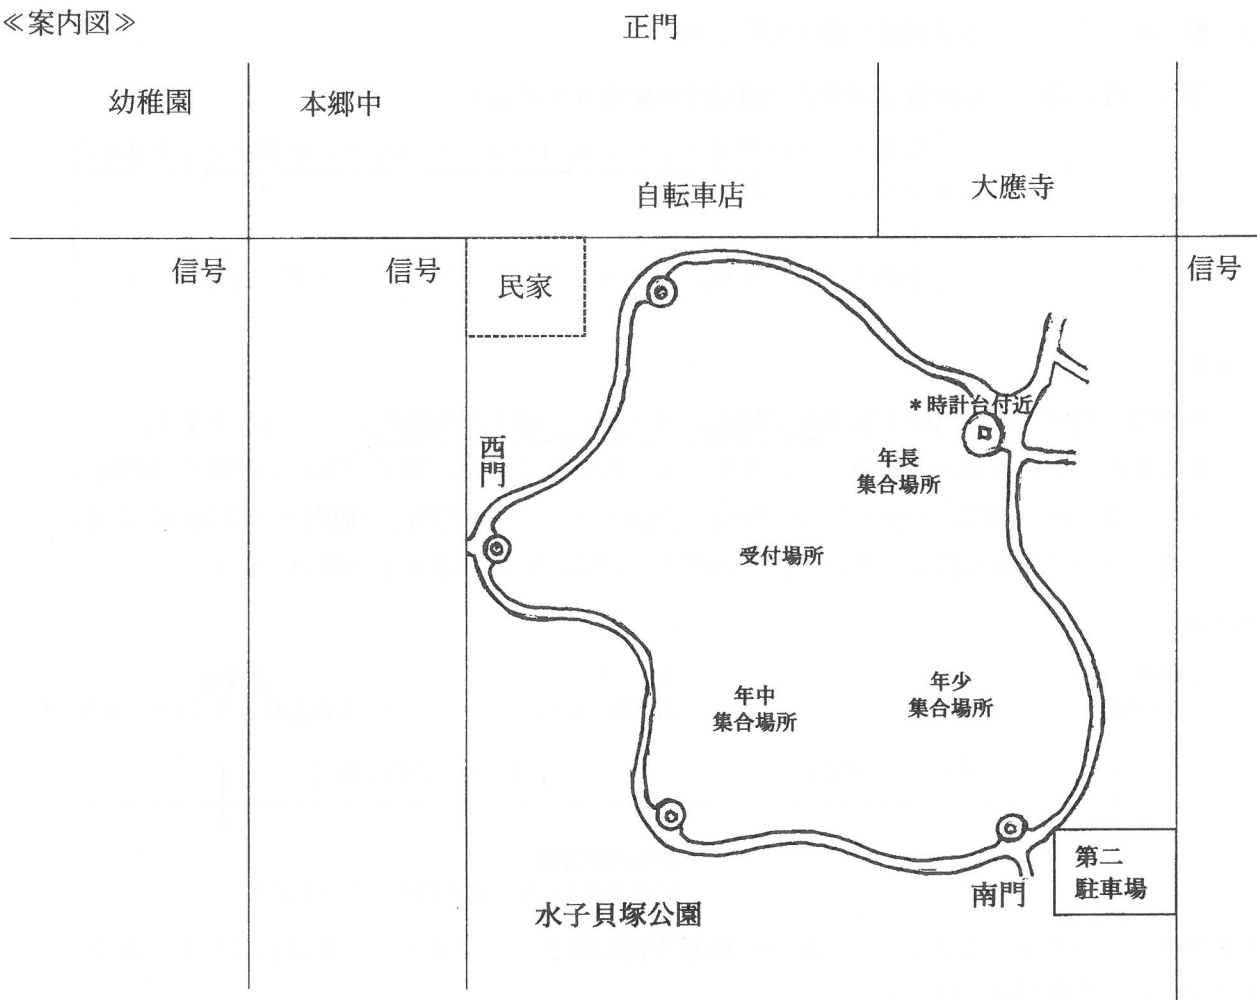 ≪案内図≫
正門
幼稚園
本郷中
自転車店
大應寺
信号
信号
民家
信号
*時計台付近
西門
年長
集合場所
受付場所
年中
集合場所
年少
集合場所
第二
駐車場
南門
水子貝塚公園